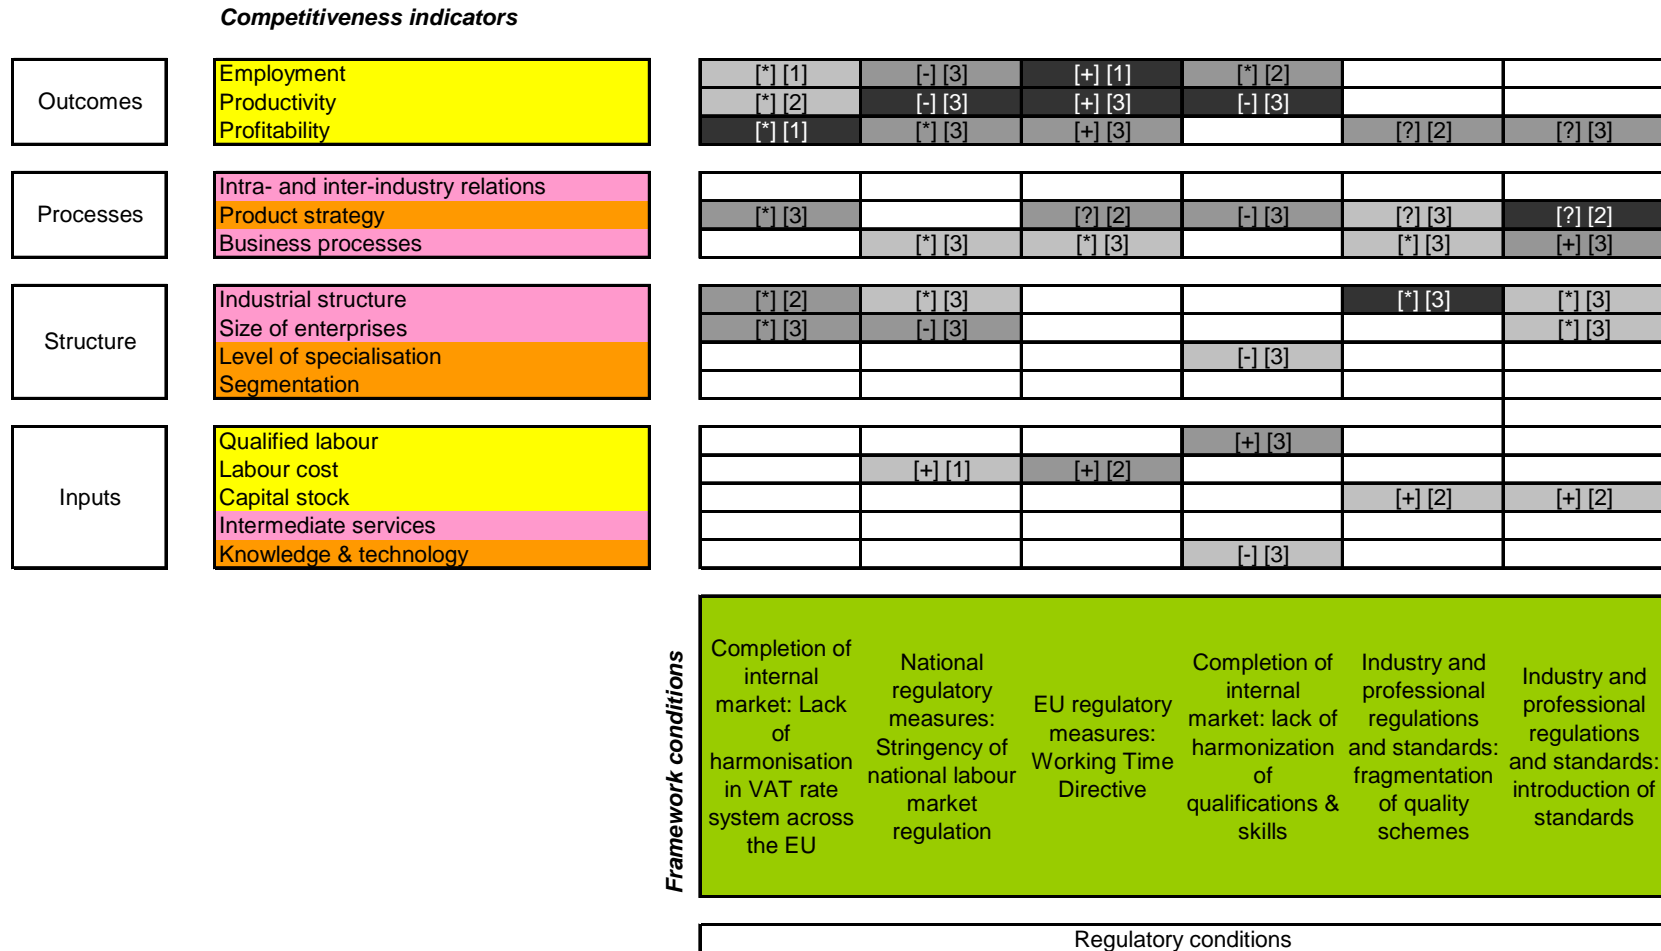 Competitiveness indicators
Outcomes
Employment [*] [1] [-] [3] [+] [1] [*] [2]
Productivity [*] [2] [-] [3] [+] [3] [-] [3]
Profitability [*] [1] [*] [3] [+] [3] [?] [2] [?] [3]
Processes
Intra- and inter-industry relations
Product strategy [*] [3] [?] [2] [-] [3] [?] [3] [?] [2]
Business processes [*] [3] [*] [3] [*] [3] [+] [3]
Structure
Industrial structure [*] [2] [*] [3] [*] [3] [*] [3]
Size of enterprises [*] [3] [-] [3] [*] [3]
Level of specialisation [-] [3]
Segmentation
Inputs
Qualified labour [+] [3]
Labour cost [+] [1] [+] [2]
Capital stock [+] [2] [+] [2]
Intermediate services
Knowledge & technology [-] [3]
Framework conditions
Completion of
internal
market: Lack
of
harmonisation
in VAT rate
system across
the EU
National
regulatory
measures:
Stringency of
national labour
market
regulation
EU regulatory
measures:
Working Time
Directive
Completion of
internal
market: lack of
harmonization
of
qualifications &
skills
Industry and
professional
regulations
and standards:
fragmentation
of quality
schemes
Industry and
professional
regulations
and standards:
introduction of
standards
Regulatory conditions